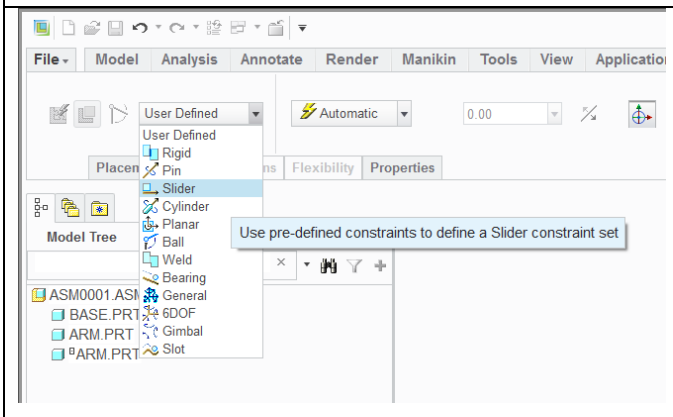 File Model Analysis Annotate Render Manikin Tools View Applicatio
User Defined Automatic 0.00
User Defined
Rigid
Placem ns Flexibility Properties
Pin
Slider
Cylinder
Planar
Use pre-defined constraints to define a Slider constraint set
Model Tree
Ball
Weld
Bearing
ASM0001.ASM General
BASE.PRT 6DOF
ARM.PRT Gimbal
ARM.PRT Slot